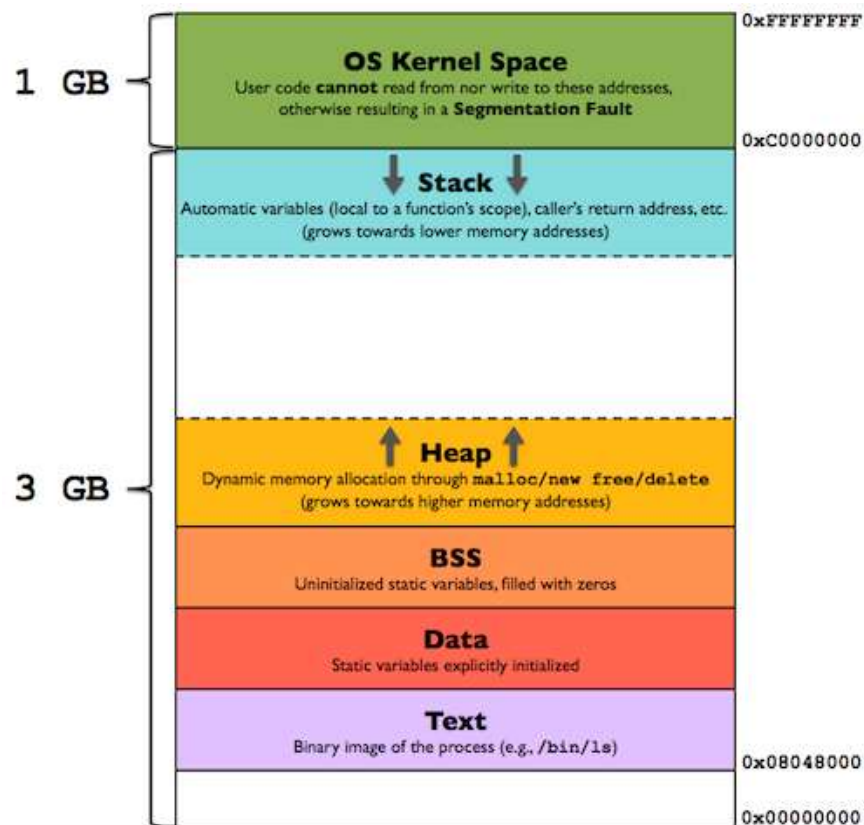 0xFFFFFFFF
OS Kernel Space
1 GB
User code cannot read from nor write to these addresses,
otherwise resulting in a Segmentation Fault
0xC0000000
Stack
Automatic variables (local to a function's scope), caller's return address, etc.
(grows towards lower memory addresses)
Heap
3 GB
Dynamic memory allocation through malloc/new free/delete
(grows towards higher memory addresses)
BSS
Uninitialized static variables, filled with zeros
Data
Static variables explicitly initialized
Text
Binary image of the process (e.g., /bin/ls)
0x08048000
0x00000000